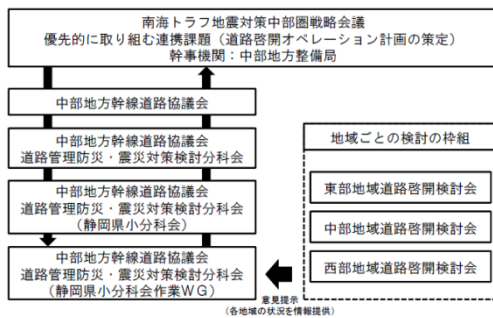 南海トラフ地震対策中部圏戦略会議
優先的に取り組む連携課題（道路啓開オペレーション計画の策定）
幹事機関：中部地方整備局
中部地方幹線道路協議会
中部地方幹線道路協議会
道路管理防災・震災対策検討分科会
中部地方幹線道路協議会
道路管理防災・震災対策検討分科会
（静岡県小分科会）
中部地方幹線道路協議会
道路管理防災・震災対策検討分科会
（静岡県小分科会作業ＷＧ）
地域ごとの検討の枠組
東部地域道路啓開検討会
中部地域道路啓開検討会
西部地域道路啓開検討会
意見提示
（各地域の状況を情報提供）